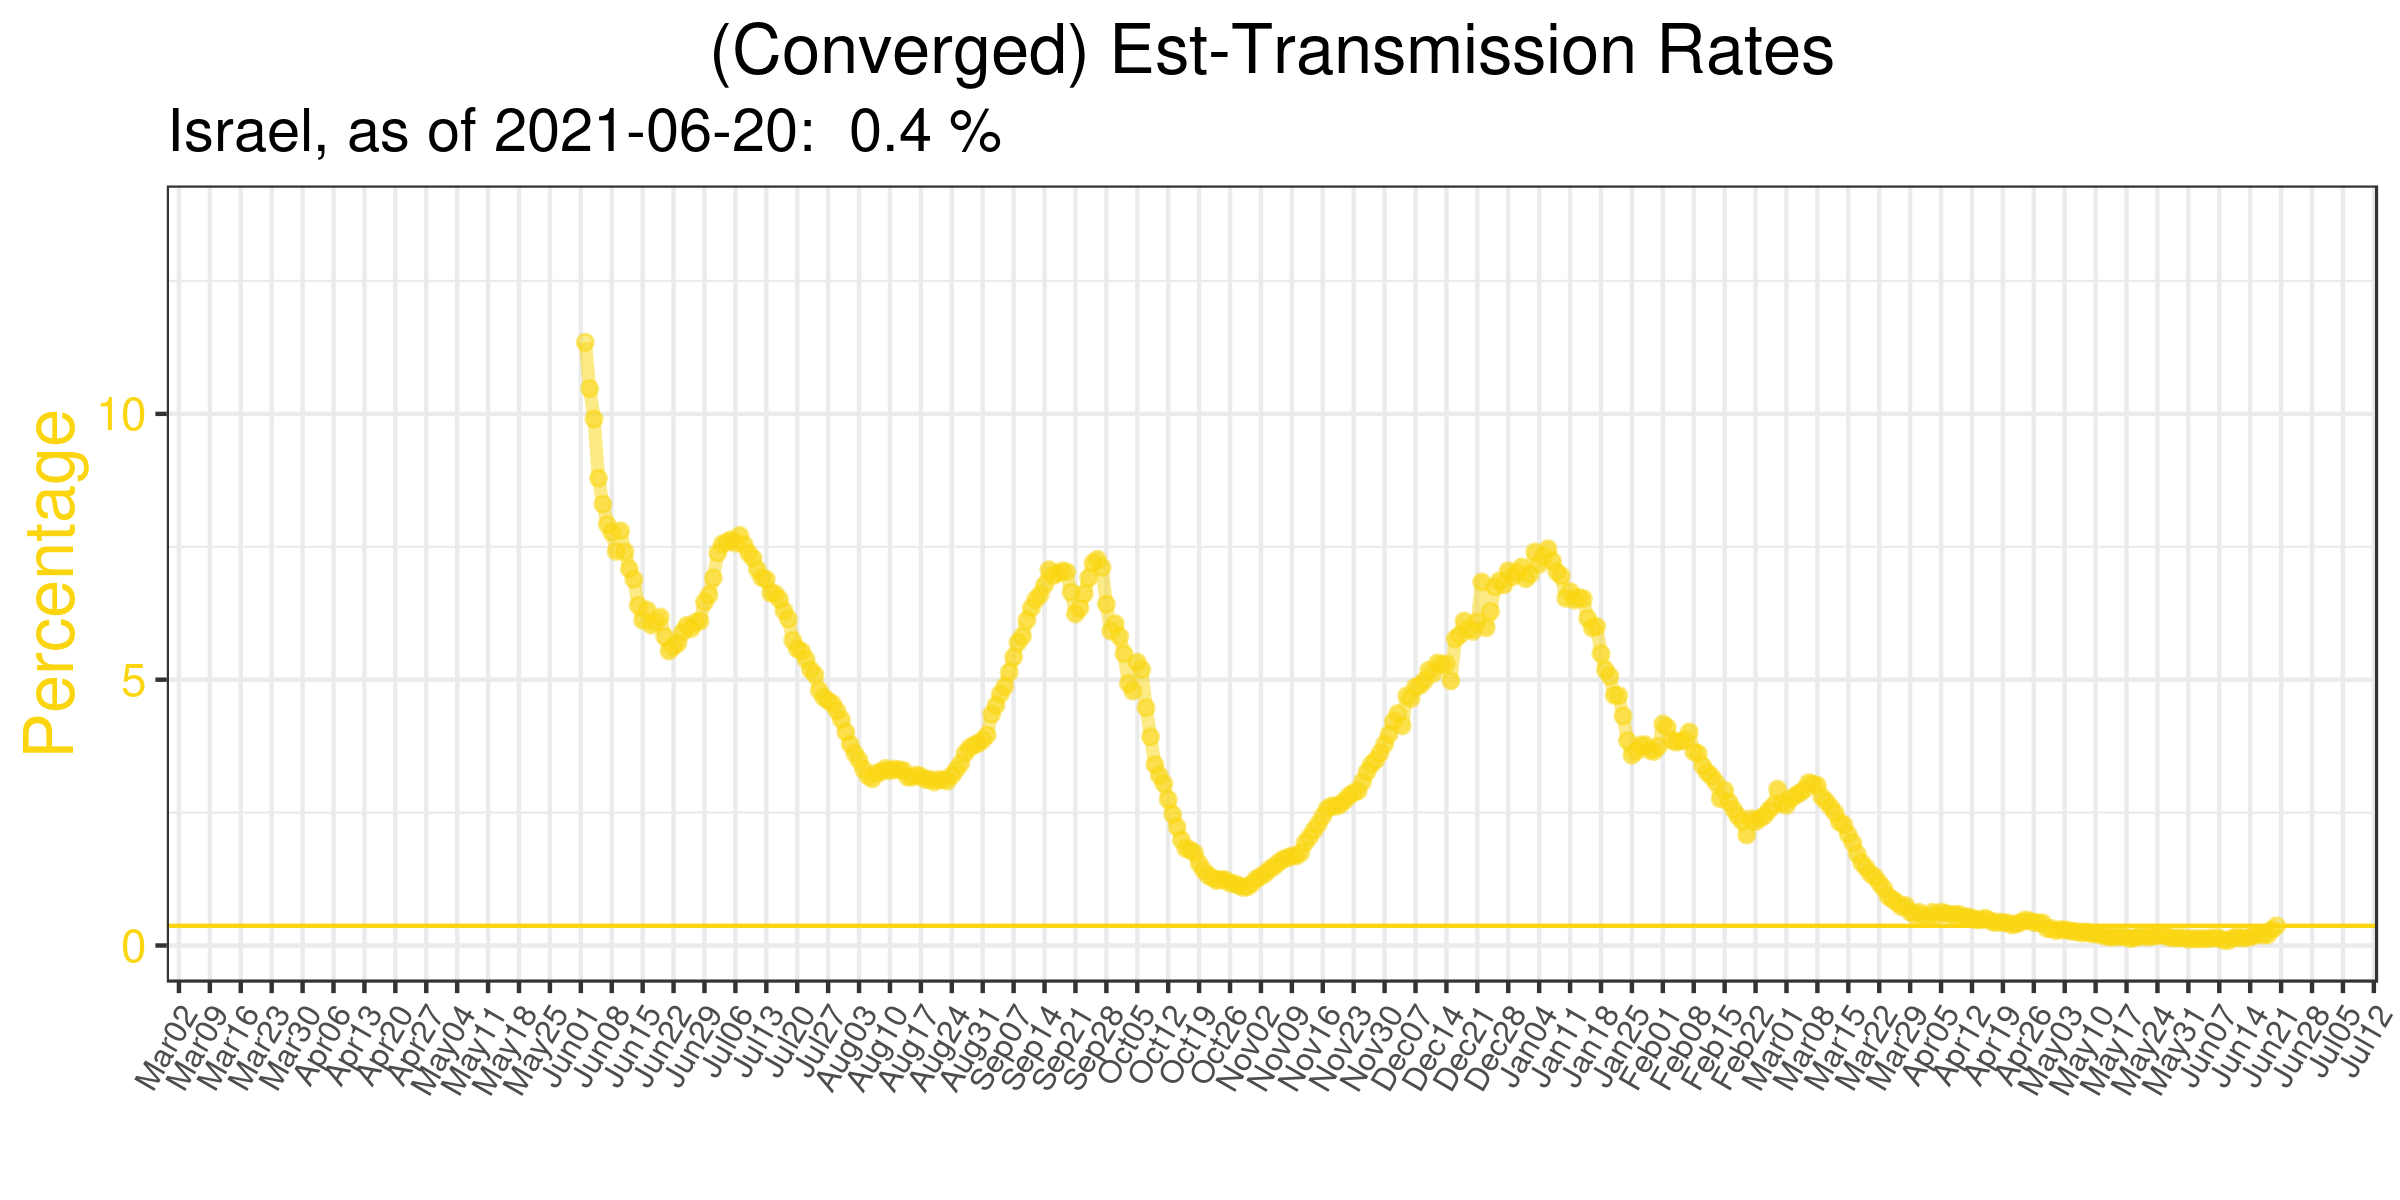 (Converged) Est-Transmission Rates
Israel, as of 2021-06-20:  0.4 %
Percentage
10
5
0
Mar02
Mar09
Mar16
Mar23
Mar30
Apr06
Apr13
Apr20
Apr27
May04
May11
May18
May25
Jun01
Jun08
Jun15
Jun22
Jun29
Jul06
Jul13
Jul20
Jul27
Aug03
Aug10
Aug17
Aug24
Aug31
Sep07
Sep14
Sep21
Sep28
Oct05
Oct12
Oct19
Oct26
Nov02
Nov09
Nov16
Nov23
Nov30
Dec07
Dec14
Dec21
Dec28
Jan04
Jan11
Jan18
Jan25
Feb01
Feb08
Feb15
Feb22
Mar01
Mar08
Mar15
Mar22
Mar29
Apr05
Apr12
Apr19
Apr26
May03
May10
May17
May24
May31
Jun07
Jun14
Jun21
Jun28
Jul05
Jul12